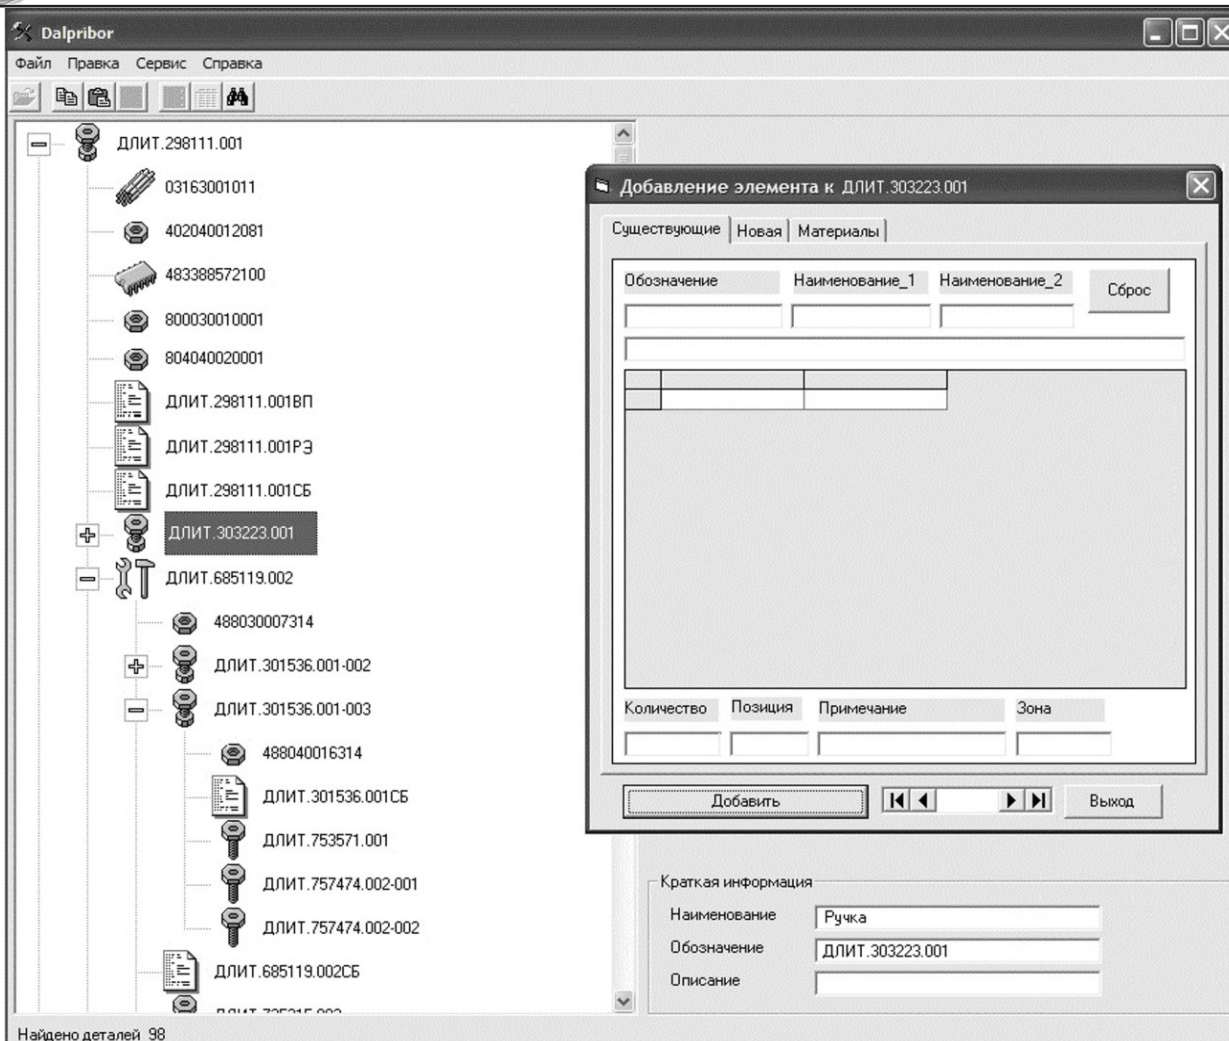 Dalpribor
Файл Правка Сервис Справка
ДЛИТ.298111.001
03163001011
402040012081
483388572100
800030010001
804040020001
ДЛИТ.298111.001ВП
ДЛИТ.298111.001РЭ
ДЛИТ.298111.001СБ
ДЛИТ.303223.001
ДЛИТ.685119.002
488030007314
ДЛИТ.301536.001-002
ДЛИТ.301536.001-003
488040016314
ДЛИТ.301536.001СБ
ДЛИТ.753571.001
ДЛИТ.757474.002-001
ДЛИТ.757474.002-002
ДЛИТ.685119.002СБ
Найдено деталей 98
Добавление элемента к ДЛИТ.303223.001
Существующие Новая Материалы
Обозначение Наименование_1 Наименование_2 Сброс
Количество Позиция Примечание Зона
Добавить Выход
Краткая информация
Наименование Ручка
Обозначение ДЛИТ.303223.001
Описание